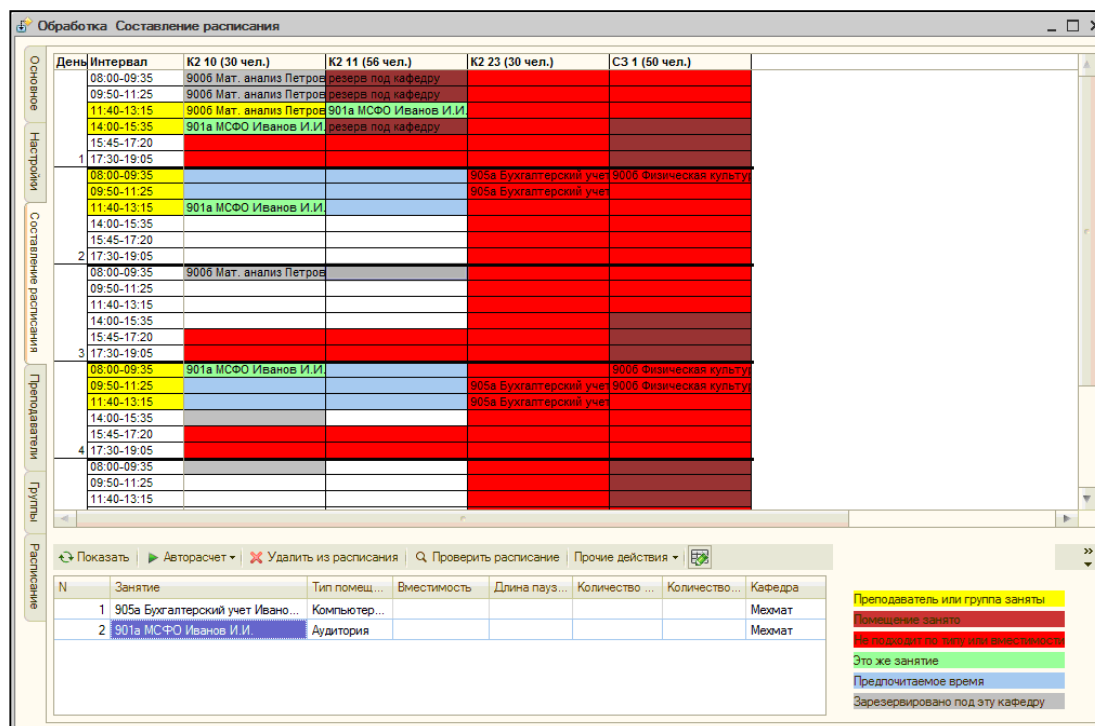 Обработка Составление расписания
Основное
Настройки
Составление расписания
Преподаватели
Группы
Расписание
День Интервал К2 10 (30 чел.) К2 11 (56 чел.) К2 23 (30 чел.) С3 1 (50 чел.)
08:00-09:35 900б Мат. анализ Петров резерв под кафедру
09:50-11:25 900б Мат. анализ Петров резерв под кафедру
11:40-13:15 900б Мат. анализ Петров 901а МСФО Иванов И.И.
14:00-15:35 901а МСФО Иванов И.И. резерв под кафедру
15:45-17:20
1 17:30-19:05
08:00-09:35 905а Бухгалтерский учет 900б Физическая культур
09:50-11:25 905а Бухгалтерский учет
11:40-13:15 901а МСФО Иванов И.И.
14:00-15:35
15:45-17:20
2 17:30-19:05
08:00-09:35 900б Мат. анализ Петров
09:50-11:25
11:40-13:15
14:00-15:35
15:45-17:20
3 17:30-19:05
08:00-09:35 901а МСФО Иванов И.И. 900б Физическая культур
09:50-11:25 905а Бухгалтерский учет 900б Физическая культур
11:40-13:15 905а Бухгалтерский учет
14:00-15:35
15:45-17:20
4 17:30-19:05
08:00-09:35
09:50-11:25
11:40-13:15
Показать Авторасчет Удалить из расписания Проверить расписание Прочие действия
N Занятие Тип помещ... Вместимость Длина пауз... Количество ... Количество... Кафедра
1 905а Бухгалтерский учет Ивано... Компьютер... Мехмат
2 901а МСФО Иванов И.И. Аудитория Мехмат
Преподаватель или группа заняты
Помещение занято
Не подходит по типу или вместимости
Это же занятие
Предпочитаемое время
Зарезервировано под эту кафедру